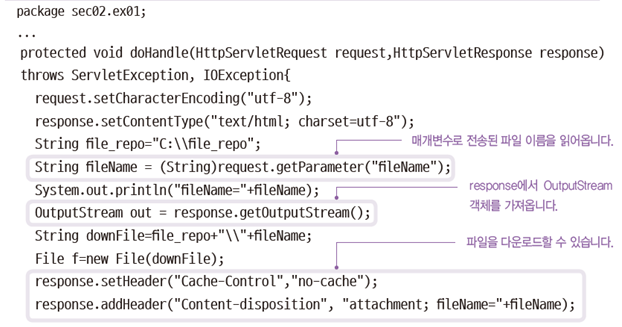 package sec02.ex01;
...
protected void doHandle(HttpServletRequest request,HttpServletResponse response)
throws ServletException, IOException{
request.setCharacterEncoding("utf-8");
response.setContentType("text/html; charset=utf-8");
String file_repo="C:\\file_repo";
매개변수로 전송된 파일 이름을 읽어옵니다.
String fileName = (String)request.getParameter("fileName");
System.out.println("fileName="+fileName);
response에서 OutputStream
객체를 가져옵니다.
OutputStream out = response.getOutputStream();
String downFile=file_repo+"\\"+fileName;
파일을 다운로드할 수 있습니다.
File f=new File(downFile);
response.setHeader("Cache-Control","no-cache");
response.addHeader("Content-disposition", "attachment; fileName="+fileName);